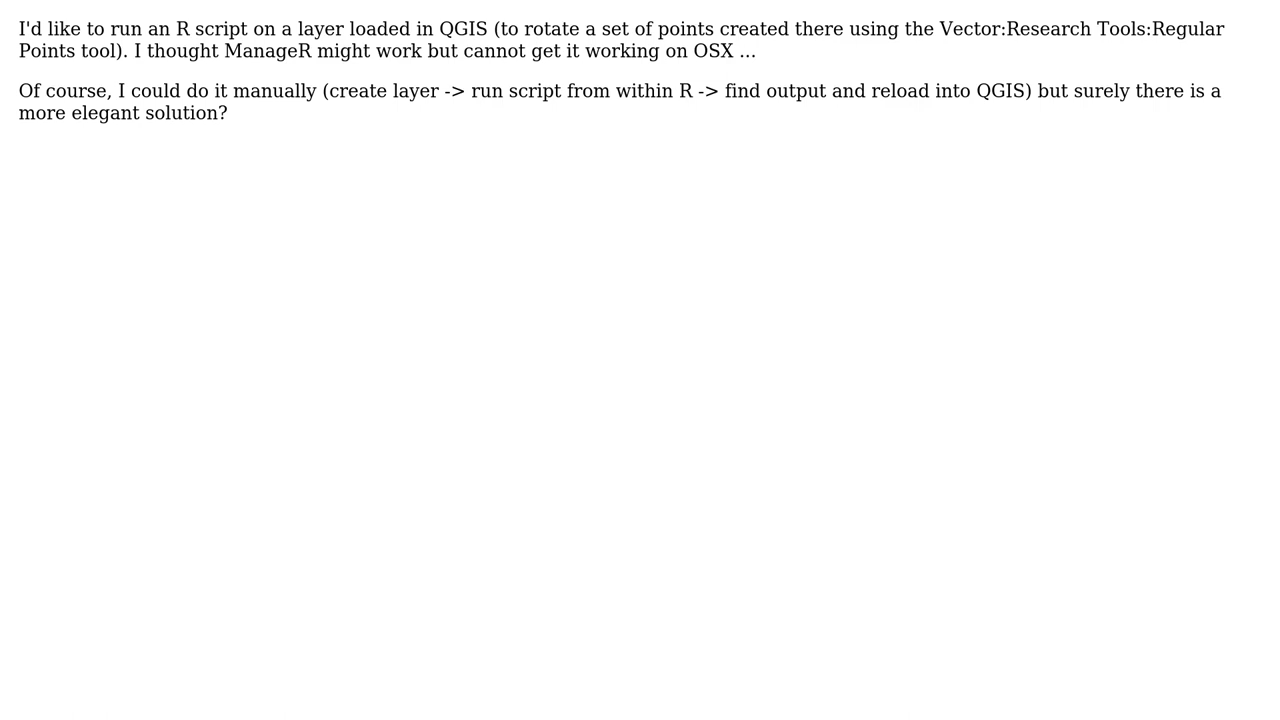 I'd like to run an R script on a layer loaded in QGIS (to rotate a set of points created there using the Vector:Research Tools:Regular
Points tool). I thought ManageR might work but cannot get it working on OSX ...
Of course, I could do it manually (create layer -> run script from within R -> find output and reload into QGIS) but surely there is a
more elegant solution?